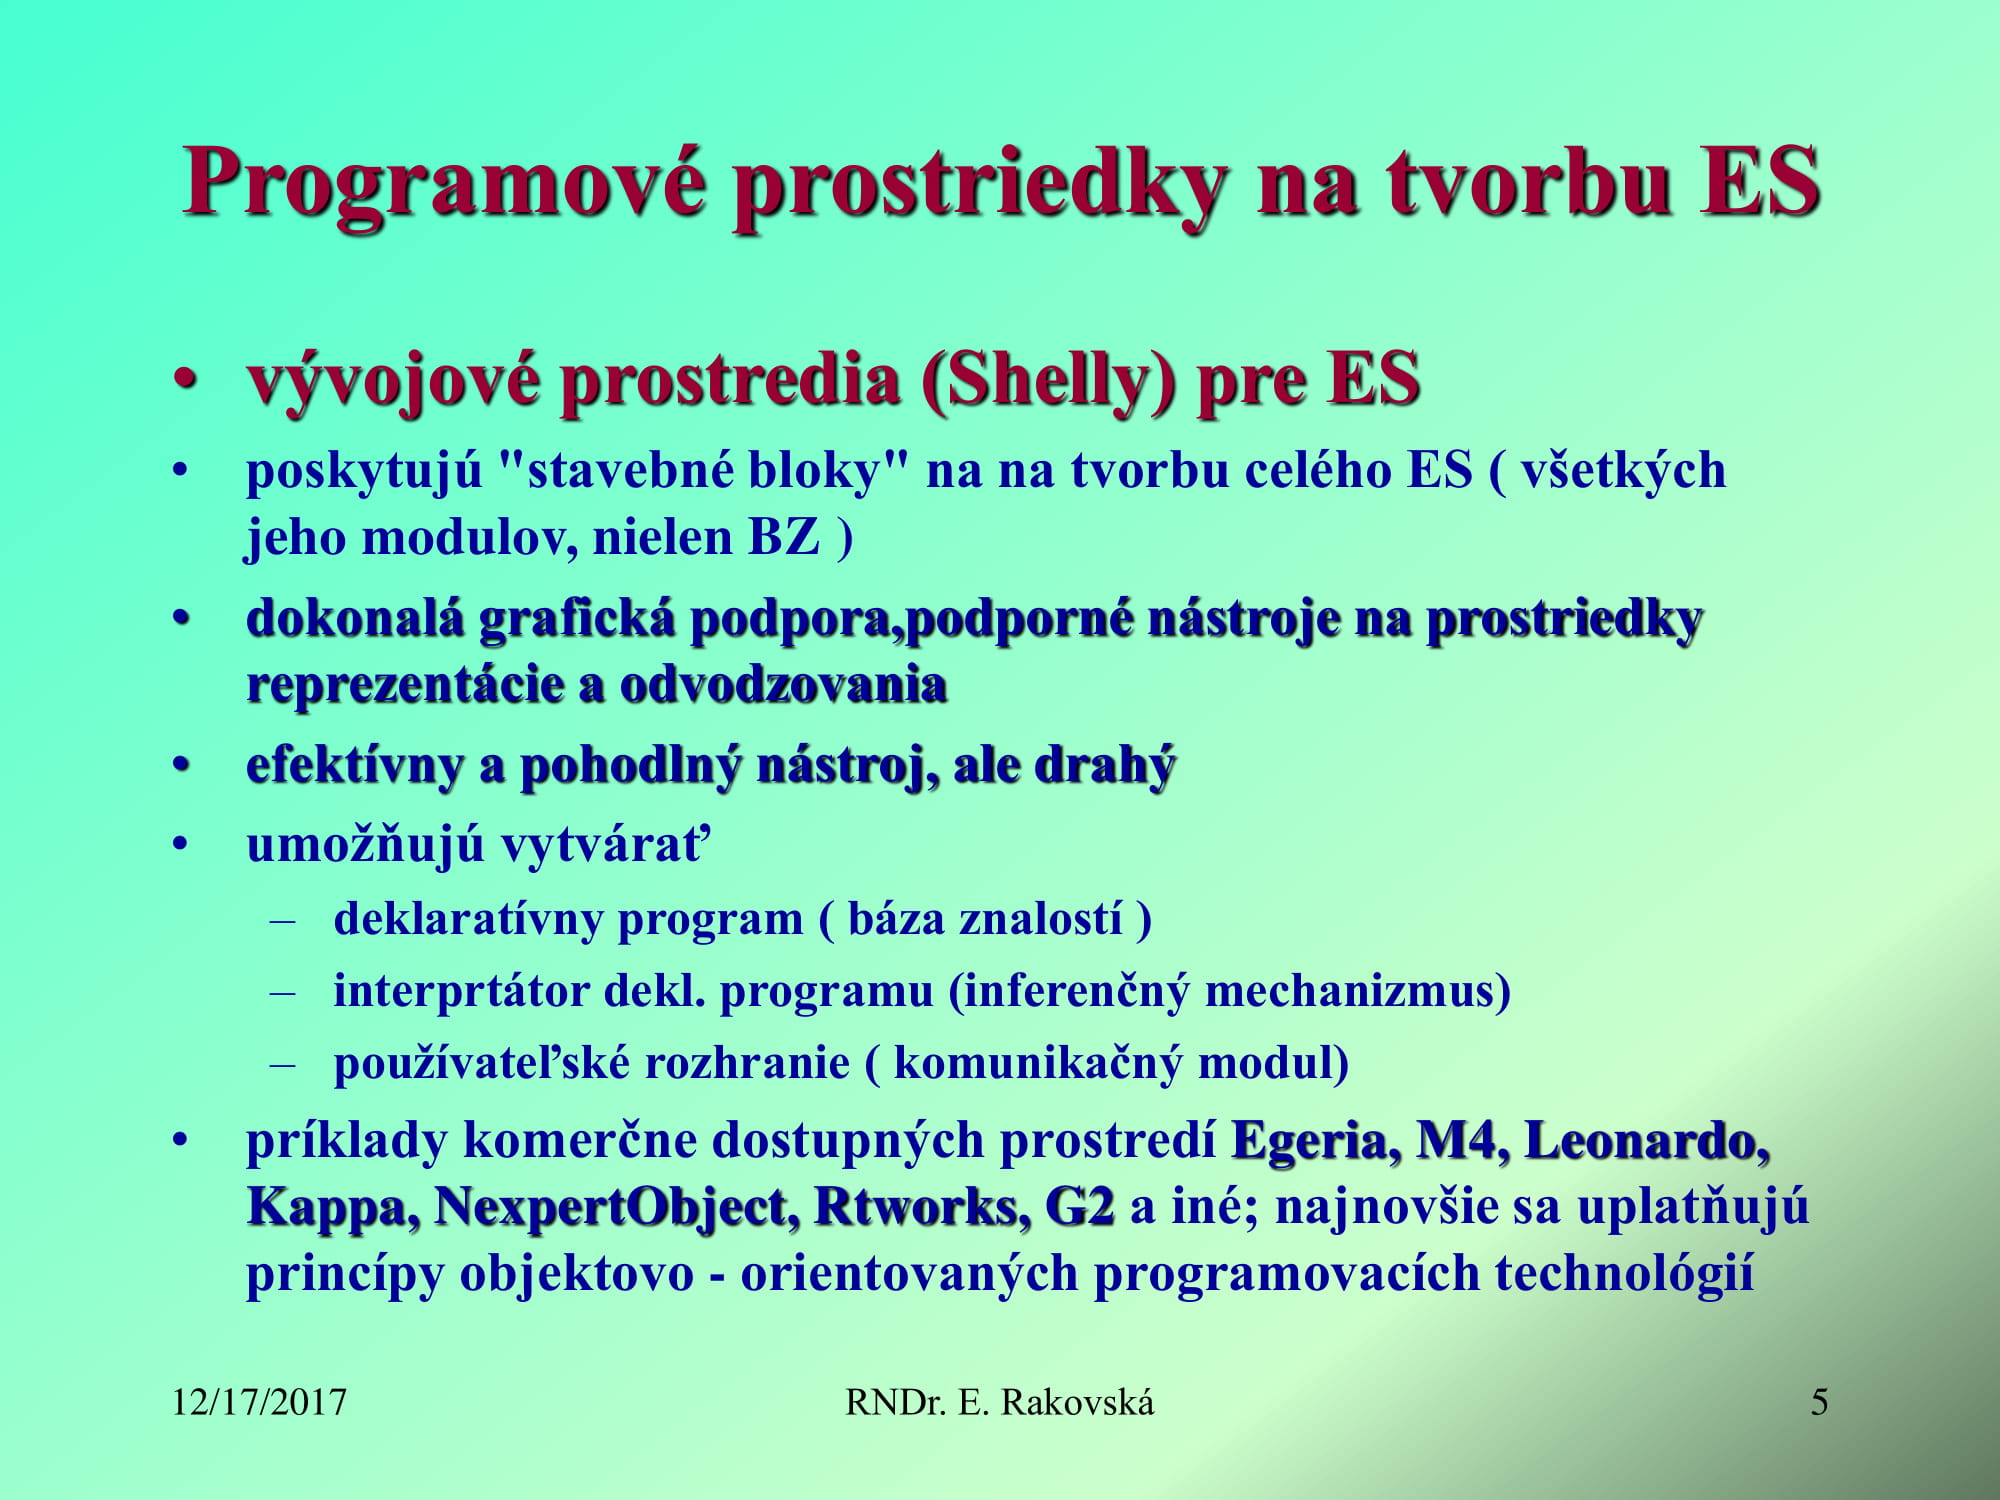 Programové prostriedky na tvorbu ES
• vývojové prostredia (Shelly) pre ES
• poskytujú "stavebné bloky" na na tvorbu celého ES ( všetkých
jeho modulov, nielen BZ )
• dokonalá grafická podpora,podporné nástroje na prostriedky
reprezentácie a odvodzovania
• efektívny a pohodlný nástroj, ale drahý
• umožňujú vytvárať
– deklaratívny program ( báza znalostí )
– interprtátor dekl. programu (inferenčný mechanizmus)
– používateľské rozhranie ( komunikačný modul)
• príklady komerčne dostupných prostredí Egeria, M4, Leonardo,
Kappa, NexpertObject, Rtworks, G2 a iné; najnovšie sa uplatňujú
princípy objektovo - orientovaných programovacích technológií
12/17/2017 RNDr. E. Rakovská 5